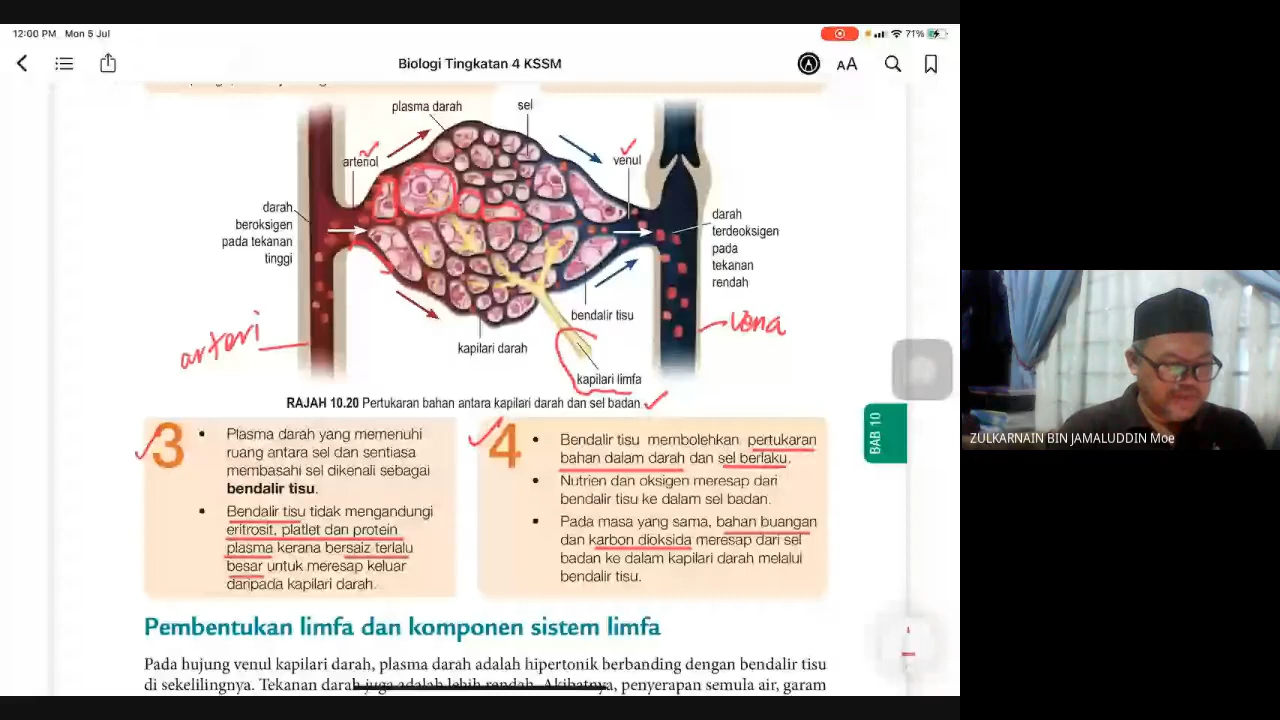 12:00 PM Mon 5 Jul
71%
Biologi Tingkatan 4 KSSM
AA
plasma darah
sel
arteriol
venul
darah
beroksigen
pada tekanan
tinggi
darah
terdeoksigen
pada
tekanan
rendah
bendalir tisu
arteri
vena
kapilari darah
kapilari limfa
RAJAH 10.20 Pertukaran bahan antara kapilari darah dan sel badan
3
• Plasma darah yang memenuhi
ruang antara sel dan sentiasa
membasahi sel dikenali sebagai
bendalir tisu.
• Bendalir tisu tidak mengandungi
eritrosit, platlet dan protein
plasma kerana bersaiz terlalu
besar untuk meresap keluar
daripada kapilari darah.
4
• Bendalir tisu membolehkan pertukaran
bahan dalam darah dan sel berlaku.
• Nutrien dan oksigen meresap dari
bendalir tisu ke dalam sel badan.
• Pada masa yang sama, bahan buangan
dan karbon dioksida meresap dari sel
badan ke dalam kapilari darah melalui
bendalir tisu.
BAB 10
Pembentukan limfa dan komponen sistem limfa
Pada hujung venul kapilari darah, plasma darah adalah hipertonik berbanding dengan bendalir tisu
di sekelilingnya. Tekanan darah juga adalah lebih rendah. Akibatnya, penyerapan semula air, garam
ZULKARNAIN BIN JAMALUDDIN Moe